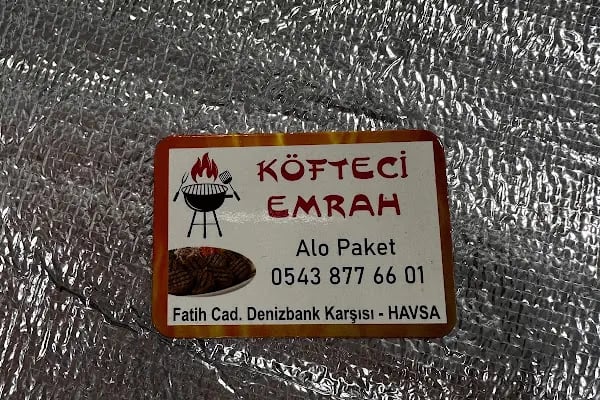 KÖFTECİ
EMRAH
Alo Paket
0543 877 66 01
Fatih Cad. Denizbank Karşısı - HAVSA